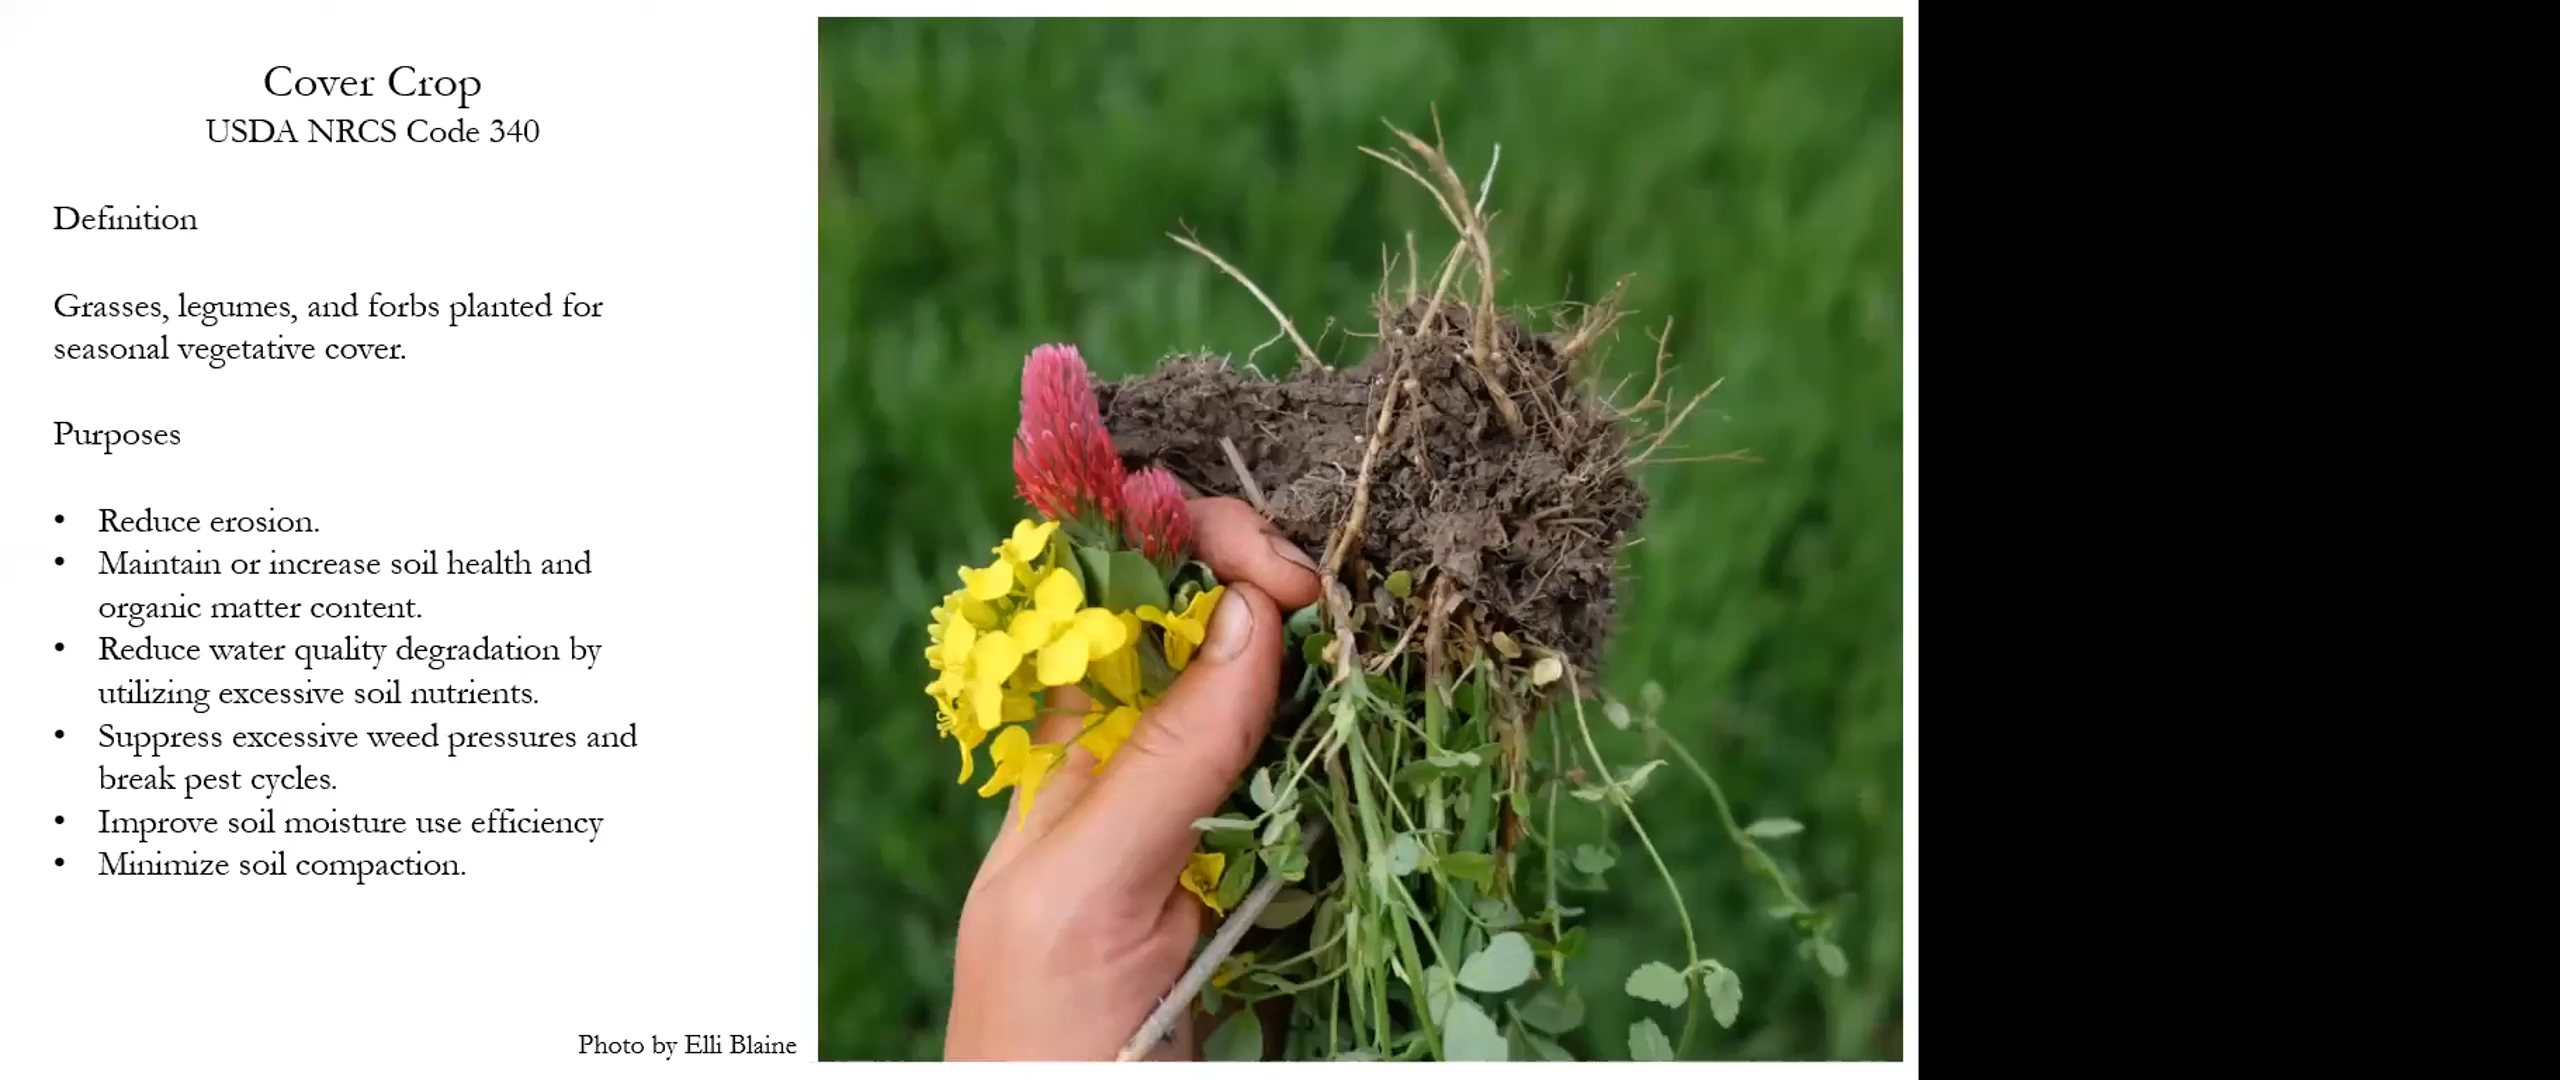 Cover Crop
USDA NRCS Code 340
Definition
Grasses, legumes, and forbs planted for
seasonal vegetative cover.
Purposes
• Reduce erosion.
• Maintain or increase soil health and
organic matter content.
• Reduce water quality degradation by
utilizing excessive soil nutrients.
• Suppress excessive weed pressures and
break pest cycles.
• Improve soil moisture use efficiency
• Minimize soil compaction.
Photo by Elli Blaine